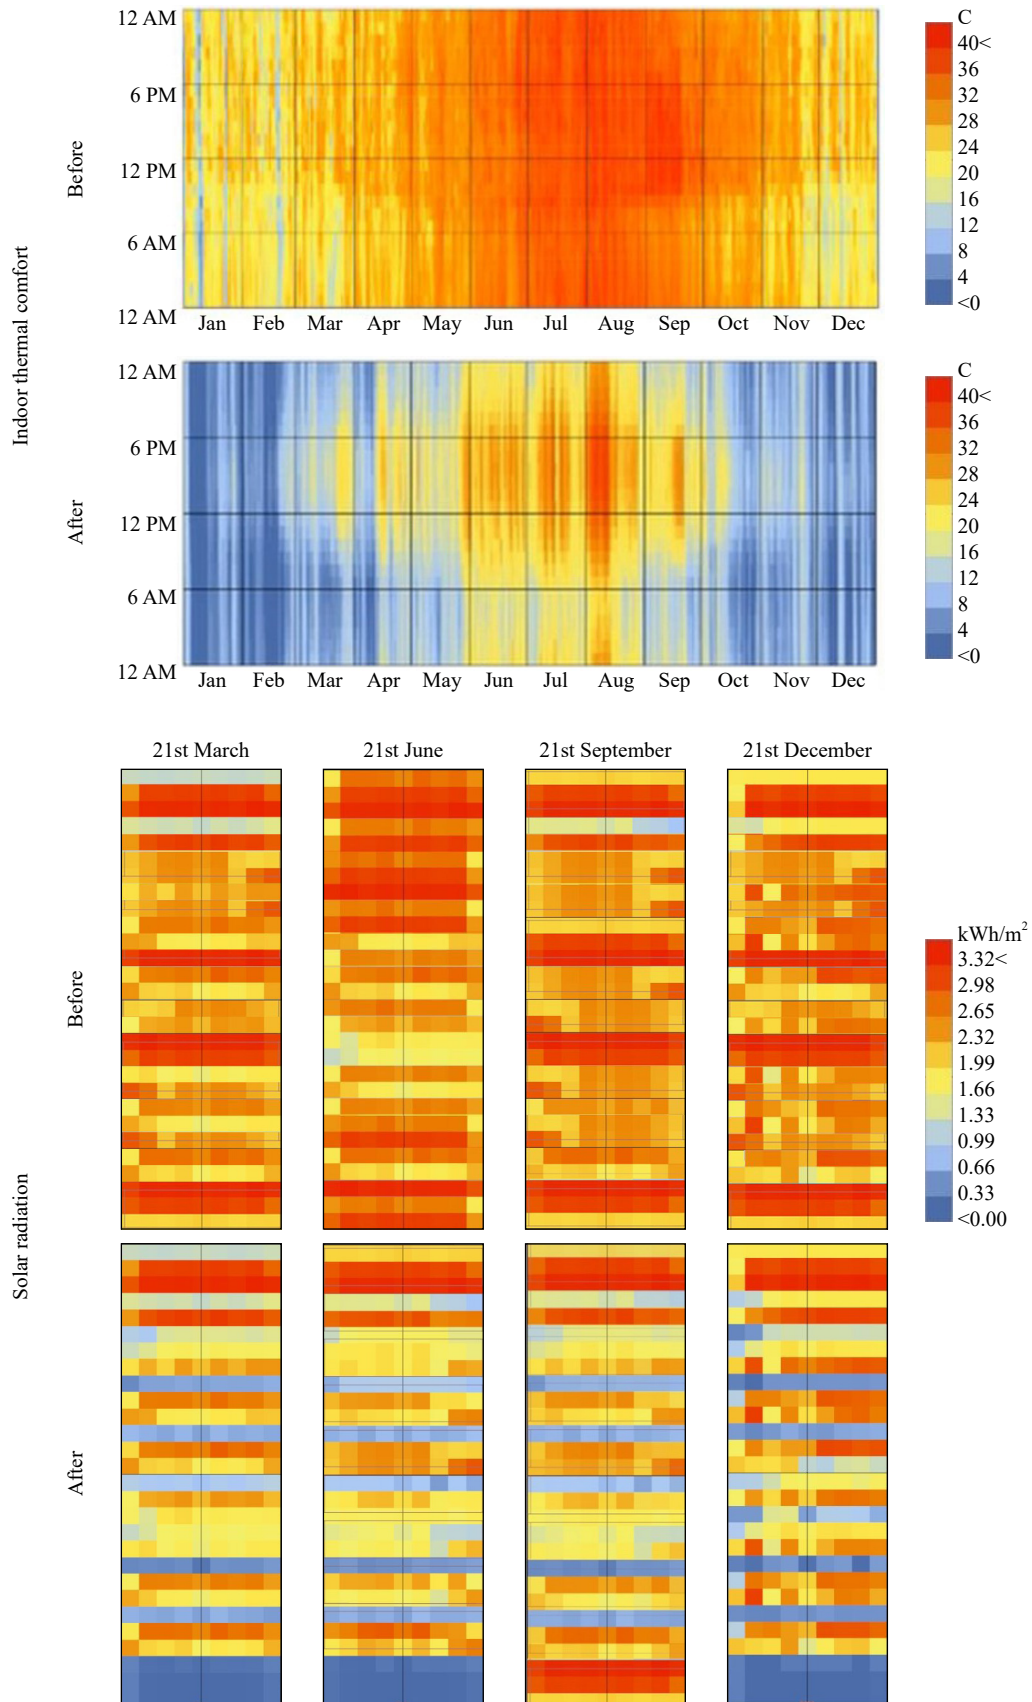 12 AM
6 PM
12 PM
6 AM
12 AM
Jan Feb Mar Apr May Jun Jul Aug Sep Oct Nov Dec
C
40<
36
32
28
24
20
16
12
8
4
<0
Before
Indoor thermal comfort
12 AM
6 PM
12 PM
6 AM
12 AM
Jan Feb Mar Apr May Jun Jul Aug Sep Oct Nov Dec
C
40<
36
32
28
24
20
16
12
8
4
<0
After
21st March 21st June 21st September 21st December
Before
kWh/m²
3.32<
2.98
2.65
2.32
1.99
1.66
1.33
0.99
0.66
0.33
<0.00
Solar radiation
After